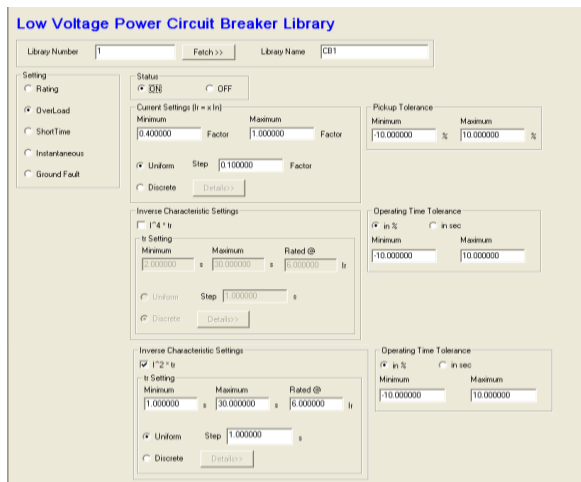 Low Voltage Power Circuit Breaker Library
Library Number 1 Fetch >> Library Name CB1
Setting
Rating
OverLoad
ShortTime
Instantaneous
Ground Fault
Status
ON OFF
Current Settings (Ir = x In)
Minimum Maximum
0.400000 Factor 1.000000 Factor
Uniform Step 0.100000 Factor
Discrete Details>>
Pickup Tolerance
Minimum Maximum
-10.000000 % 10.000000 %
Inverse Characteristic Settings
I^4 * tr
tr Setting
Minimum Maximum Rated @
2.000000 s 30.000000 s 6.000000 Ir
Uniform Step 1.000000 s
Discrete Details>>
Operating Time Tolerance
in % in sec
Minimum Maximum
-10.000000 10.000000
Inverse Characteristic Settings
I^2 * tr
tr Setting
Minimum Maximum Rated @
1.000000 s 30.000000 s 6.000000 Ir
Uniform Step 1.000000 s
Discrete Details>>
Operating Time Tolerance
in % in sec
Minimum Maximum
-10.000000 10.000000